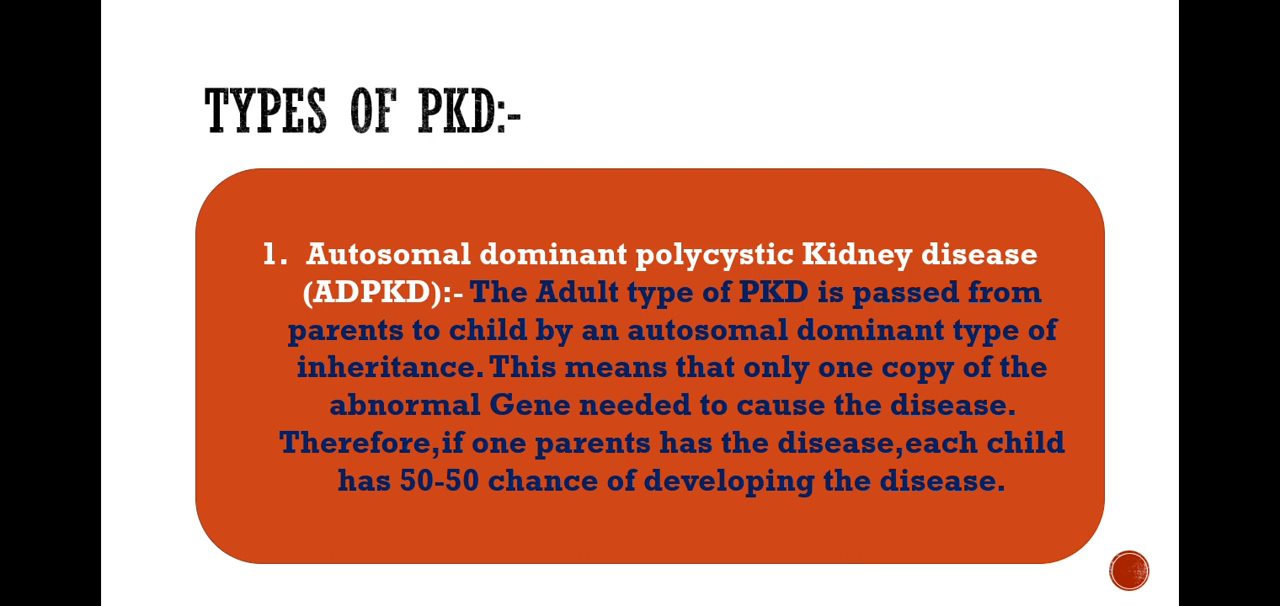 TYPES OF PKD:-
1. Autosomal dominant polycystic Kidney disease
(ADPKD):- The Adult type of PKD is passed from
parents to child by an autosomal dominant type of
inheritance. This means that only one copy of the
abnormal Gene needed to cause the disease.
Therefore,if one parents has the disease,each child
has 50-50 chance of developing the disease.